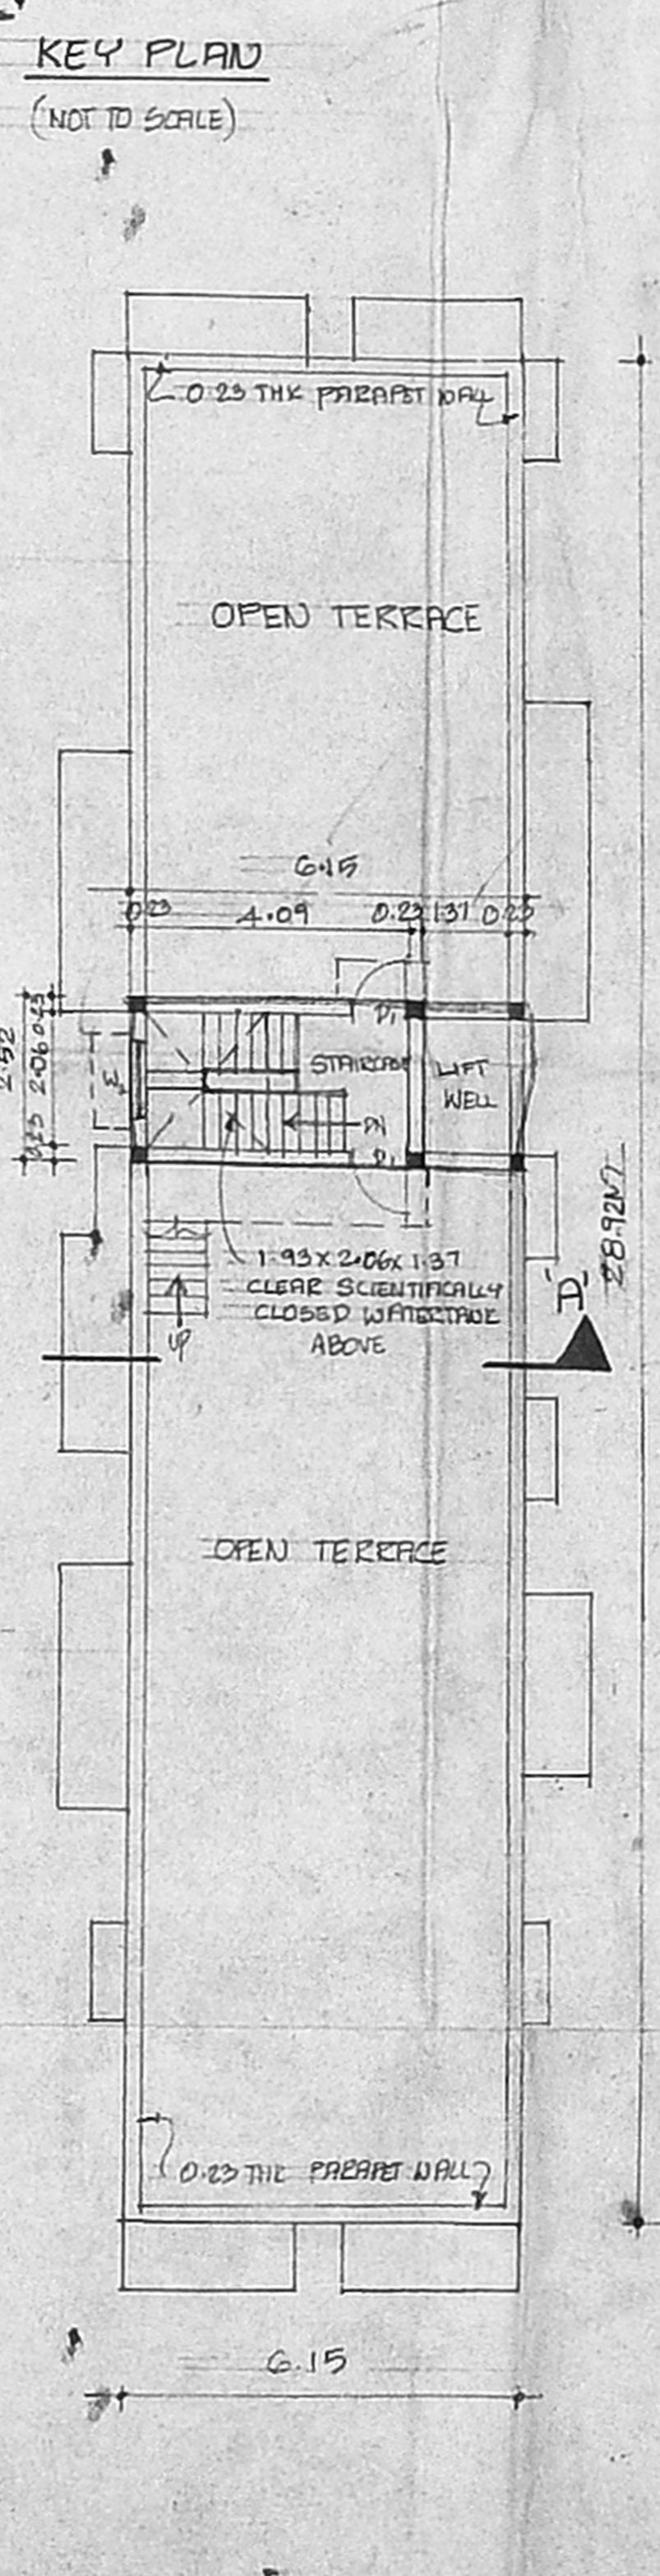 KEY PLAN
(NOT TO SCALE)
0.23 THK PARAPET WALL
OPEN TERRACE
6.15
0.23 4.09 0.23 1.37 0.23
D1
STAIRCASE
LIFT
WELL
2.52
0.23 2.06 0.23
DN
D1
28.92M
1.93 X 2.06 X 1.37
CLEAR SCIENTIFICALLY
CLOSED WATERTANK
ABOVE
UP
'A'
OPEN TERRACE
0.23 THK PARAPET WALL
6.15